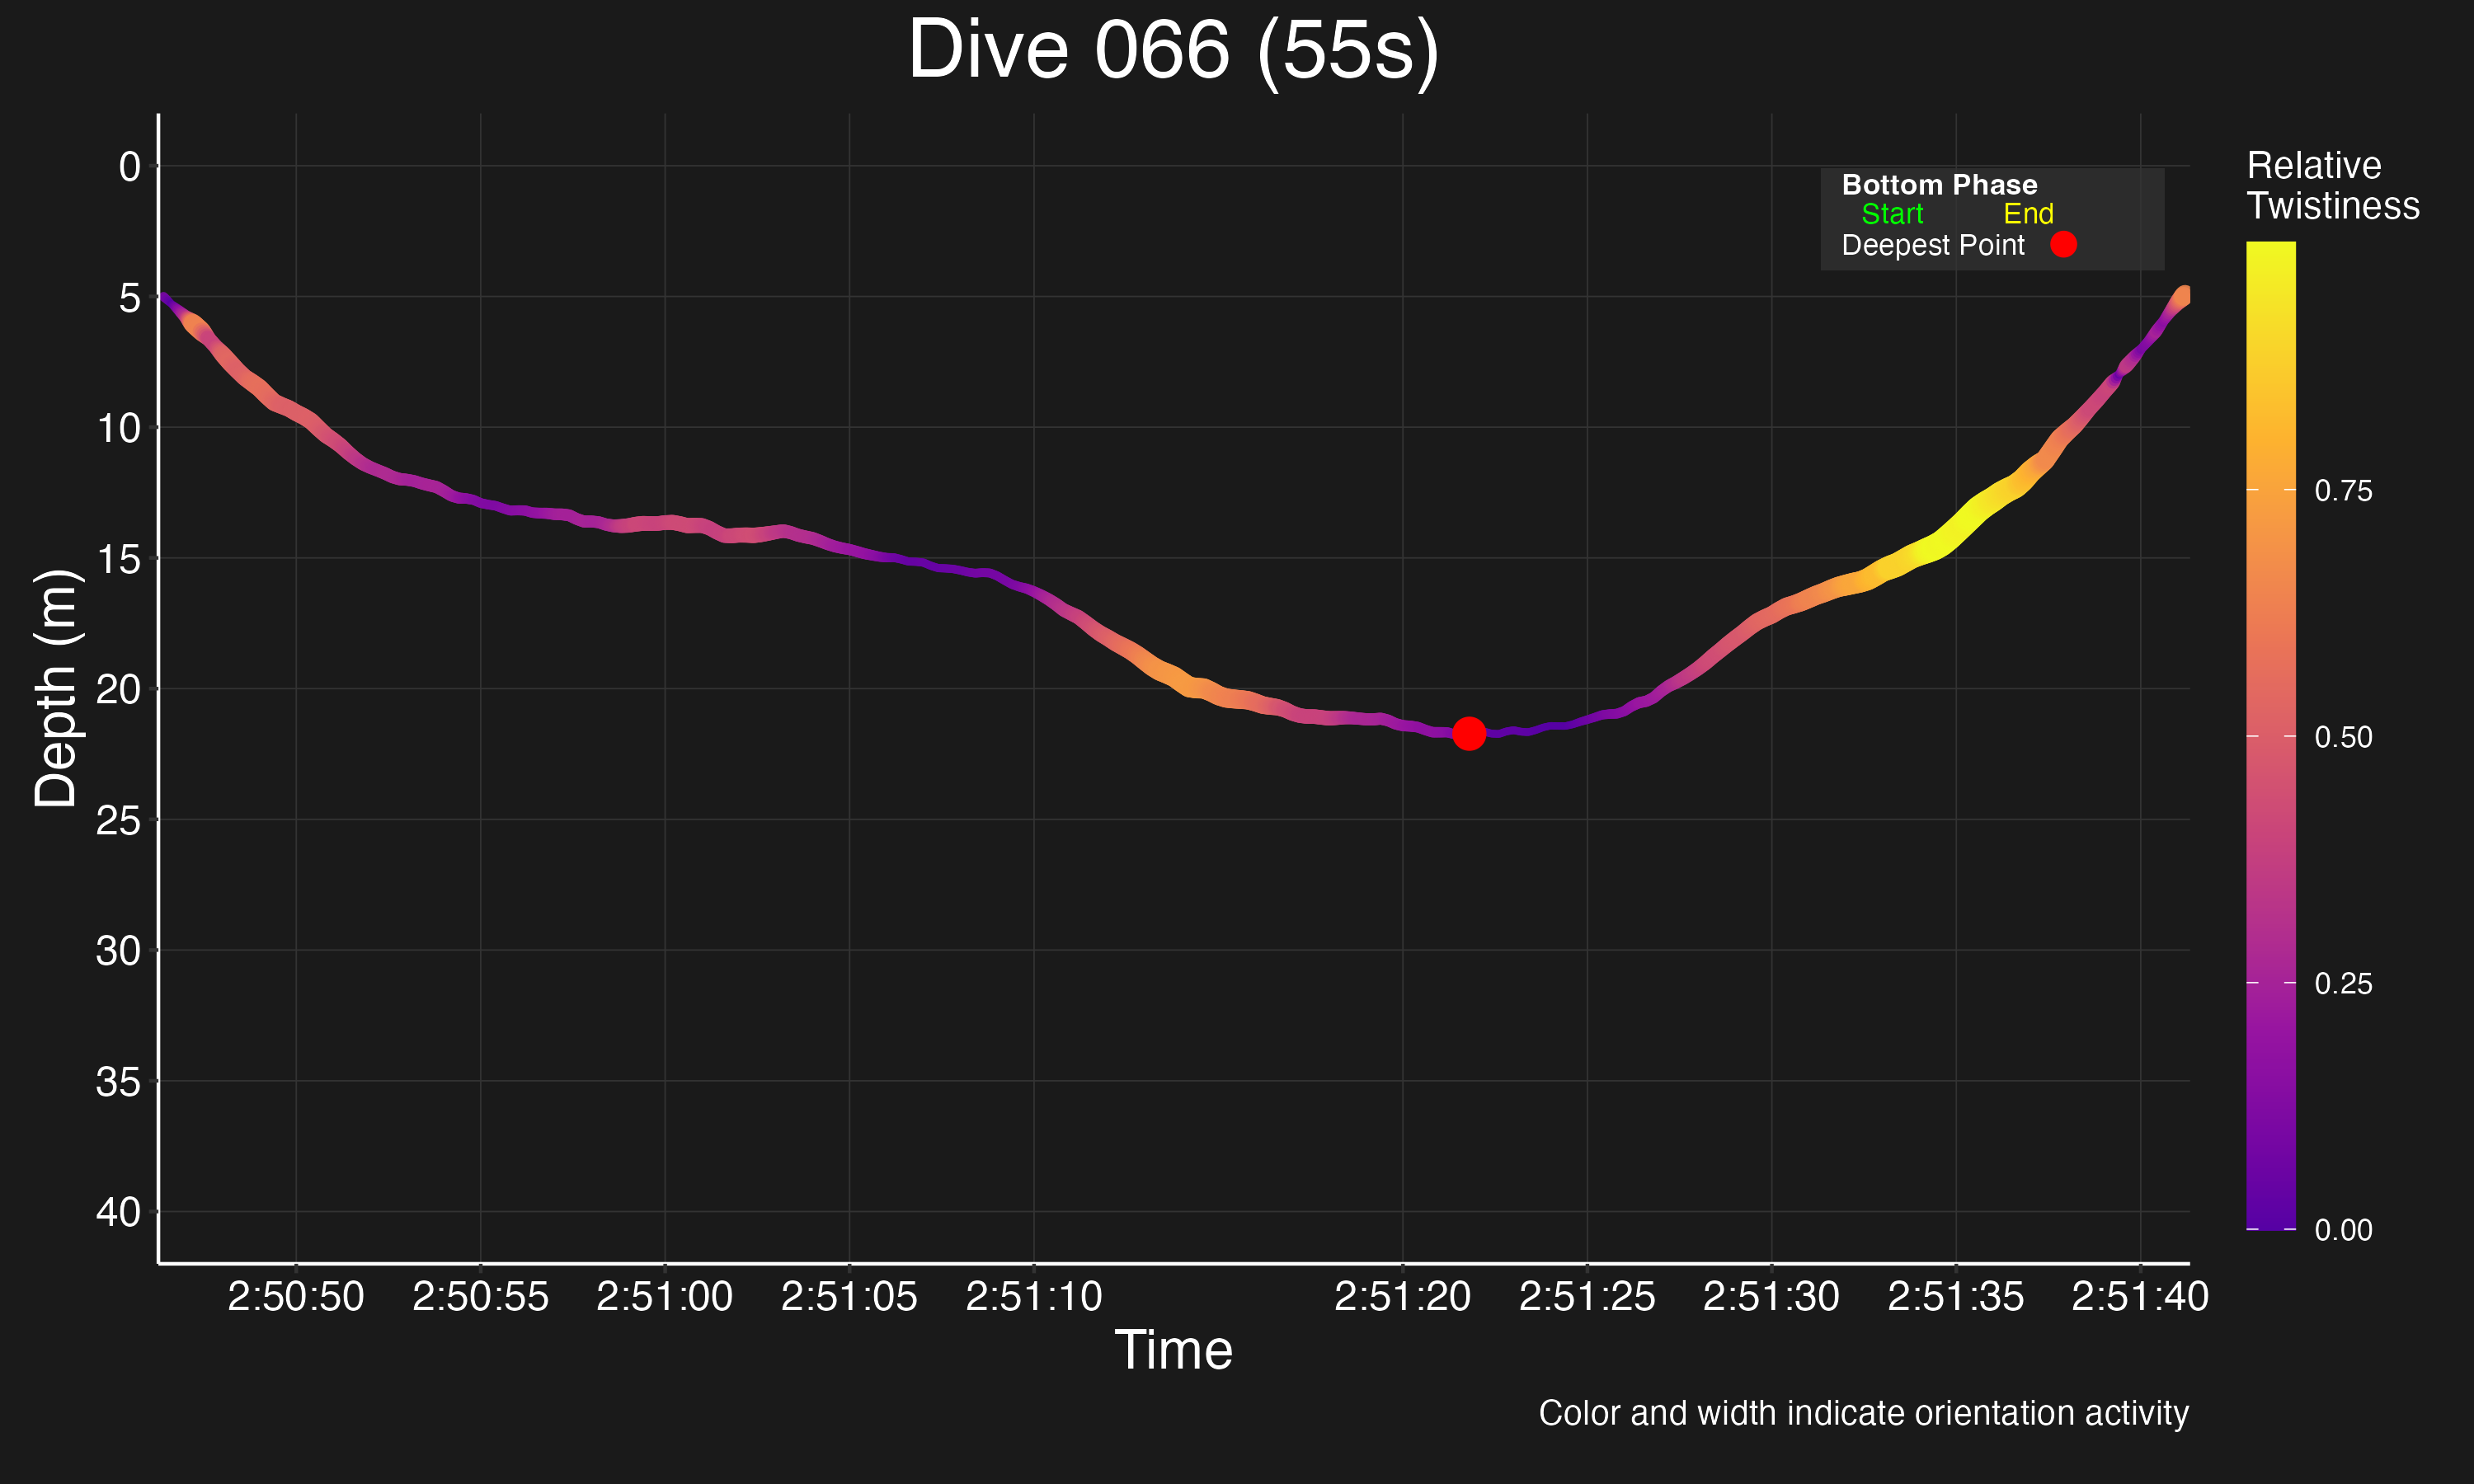 Dive 066 (55s)
Bottom Phase
Start End
Deepest Point
Relative
Twistiness
0.75
0.50
0.25
0.00
Depth (m)
0
5
10
15
20
25
30
35
40
2:50:50 2:50:55 2:51:00 2:51:05 2:51:10 2:51:20 2:51:25 2:51:30 2:51:35 2:51:40
Time
Color and width indicate orientation activity